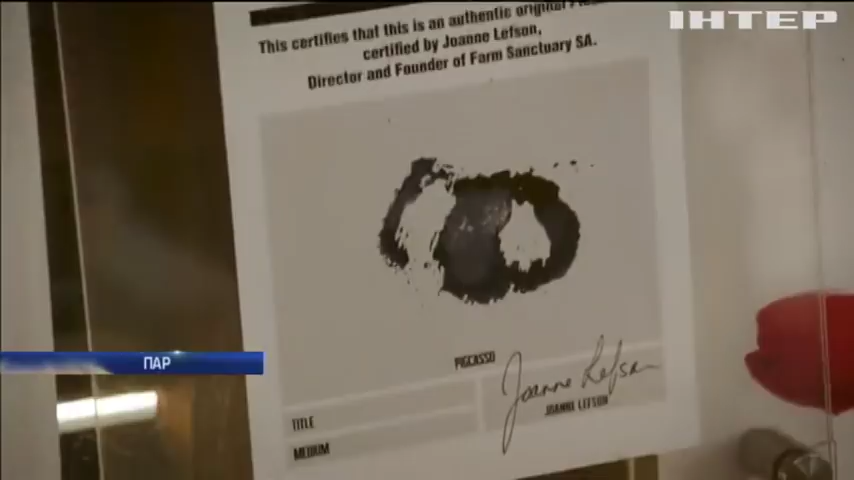 ІНТЕР
This certifies that this is an authentic original
certified by Joanne Lefson,
Director and Founder of Farm Sanctuary SA.
PIGCASSO
Joanne Lefson
JOANNE LEFSON
TITLE
MEDIUM
ПАР